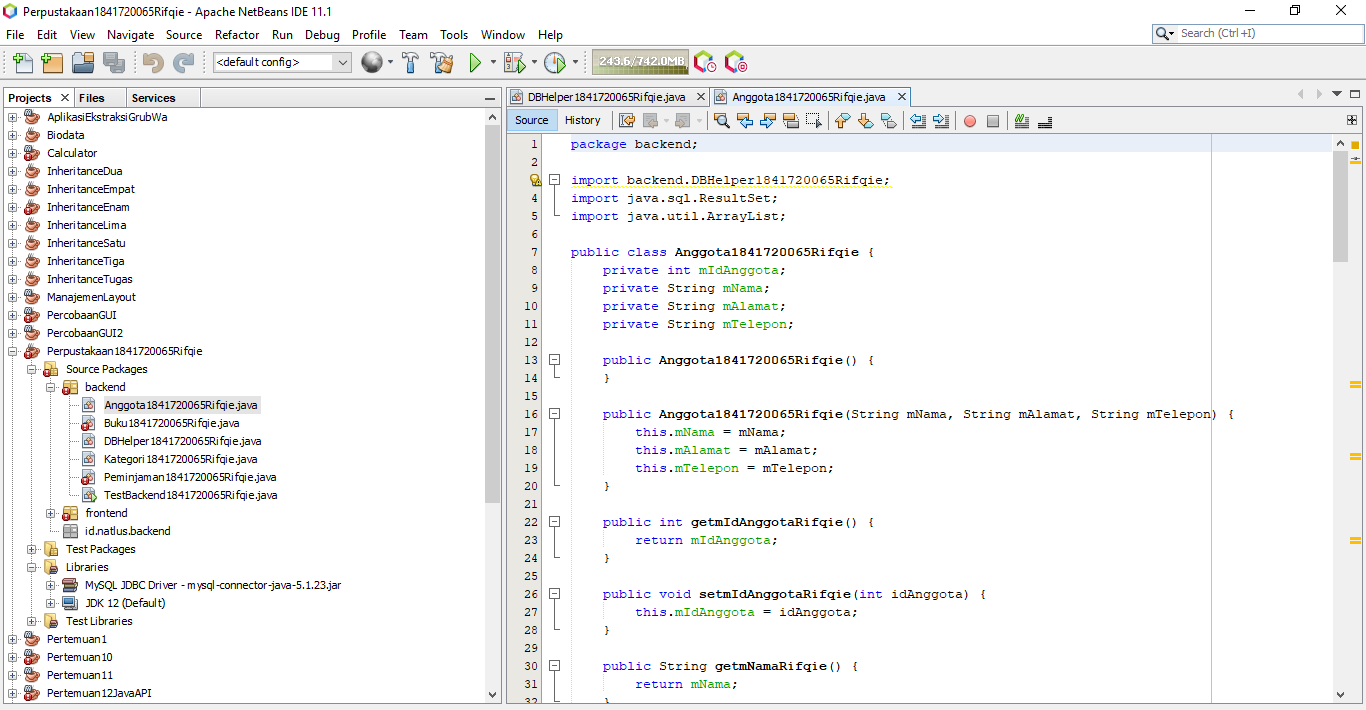 Perpustakaan1841720065Rifqie - Apache NetBeans IDE 11.1
File Edit View Navigate Source Refactor Run Debug Profile Team Tools Window Help
Search (Ctrl+I)
<default config>
243.6/742.0MB
Projects Files Services
AplikasiEkstraksiGrubWa
Biodata
Calculator
InheritanceDua
InheritanceEmpat
InheritanceEnam
InheritanceLima
InheritanceSatu
InheritanceTiga
InheritanceTugas
ManajemenLayout
PercobaanGUI
PercobaanGUI2
Perpustakaan1841720065Rifqie
Source Packages
backend
Anggota1841720065Rifqie.java
Buku1841720065Rifqie.java
DBHelper1841720065Rifqie.java
Kategori1841720065Rifqie.java
Peminjaman1841720065Rifqie.java
TestBackend1841720065Rifqie.java
frontend
id.natlus.backend
Test Packages
Libraries
MySQL JDBC Driver - mysql-connector-java-5.1.23.jar
JDK 12 (Default)
Test Libraries
Pertemuan1
Pertemuan10
Pertemuan11
Pertemuan12JavaAPI
DBHelper1841720065Rifqie.java Anggota1841720065Rifqie.java
Source History
1 package backend;
2
import backend.DBHelper1841720065Rifqie;
4 import java.sql.ResultSet;
5 import java.util.ArrayList;
6
7 public class Anggota1841720065Rifqie {
8 private int mIdAnggota;
9 private String mNama;
10 private String mAlamat;
11 private String mTelepon;
12
13 public Anggota1841720065Rifqie() {
14 }
15
16 public Anggota1841720065Rifqie(String mNama, String mAlamat, String mTelepon) {
17 this.mNama = mNama;
18 this.mAlamat = mAlamat;
19 this.mTelepon = mTelepon;
20 }
21
22 public int getmIdAnggotaRifqie() {
23 return mIdAnggota;
24 }
25
26 public void setmIdAnggotaRifqie(int idAnggota) {
27 this.mIdAnggota = idAnggota;
28 }
29
30 public String getmNamaRifqie() {
31 return mNama;
32 }